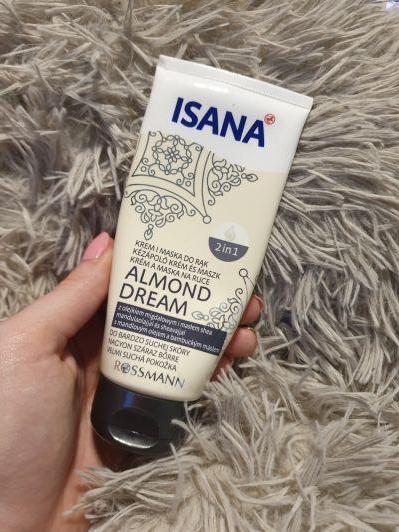 ISANA
2in1
KREM I MASKA DO RĄK
KÉZÁPOLÓ KRÉM ÉS MASZK
KRÉM A MASKA NA RUCE
ALMOND
DREAM
z olejkiem migdałowym i masłem shea
mandulaolajjal és sheavajjal
s mandlovým olejem a bambuckým máslem
DO BARDZO SUCHEJ SKÓRY
NAGYON SZÁRAZ BŐRRE
VELMI SUCHÁ POKOŽKA
ROSSMANN